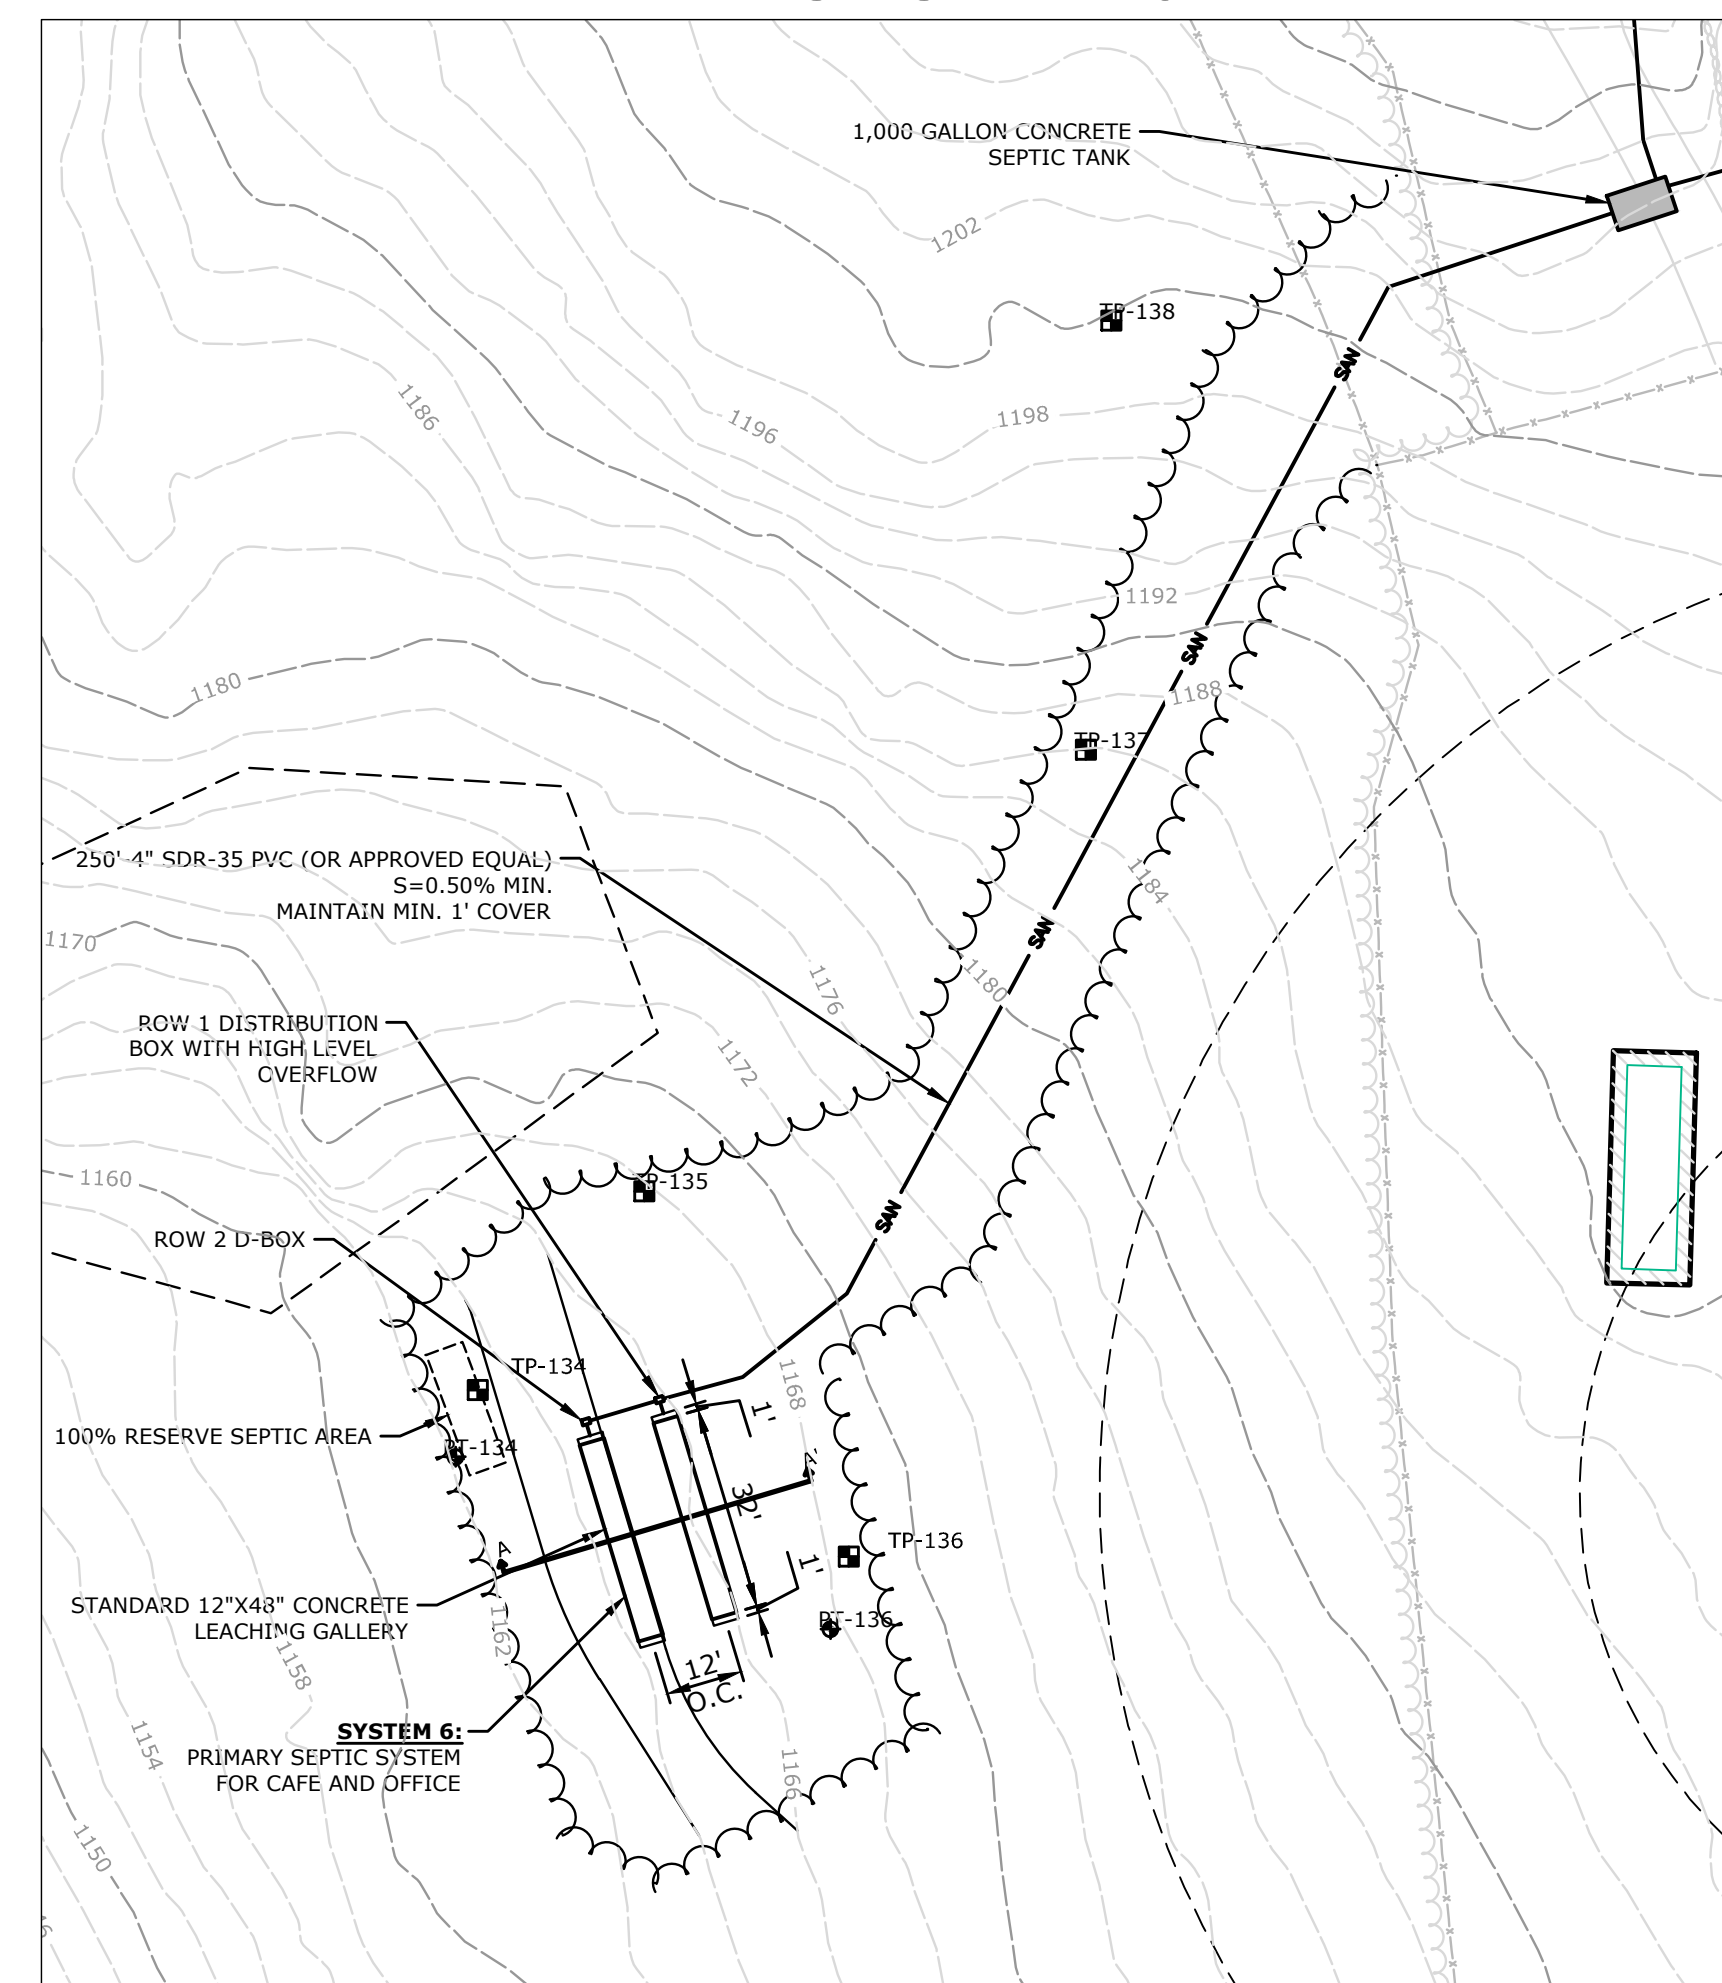 1,000 GALLON CONCRETE
SEPTIC TANK
1202
TP-138
SAN
1186
1196
1198
1192
SAN
1180
1188
TP-137
250'-4" SDR-35 PVC (OR APPROVED EQUAL)
S=0.50% MIN.
MAINTAIN MIN. 1' COVER
1184
1170
SAN
1176
1180
ROW 1 DISTRIBUTION
BOX WITH HIGH LEVEL
OVERFLOW
1172
1160
TP-135
SAN
ROW 2 D-BOX
TP-134
1168
1'
100% RESERVE SEPTIC AREA
PT-134
A'
32'
A
TP-136
1'
STANDARD 12"X48" CONCRETE
LEACHING GALLERY
1162
PT-136
1158
12'
O.C.
SYSTEM 6:
PRIMARY SEPTIC SYSTEM
FOR CAFE AND OFFICE
1154
1166
1150